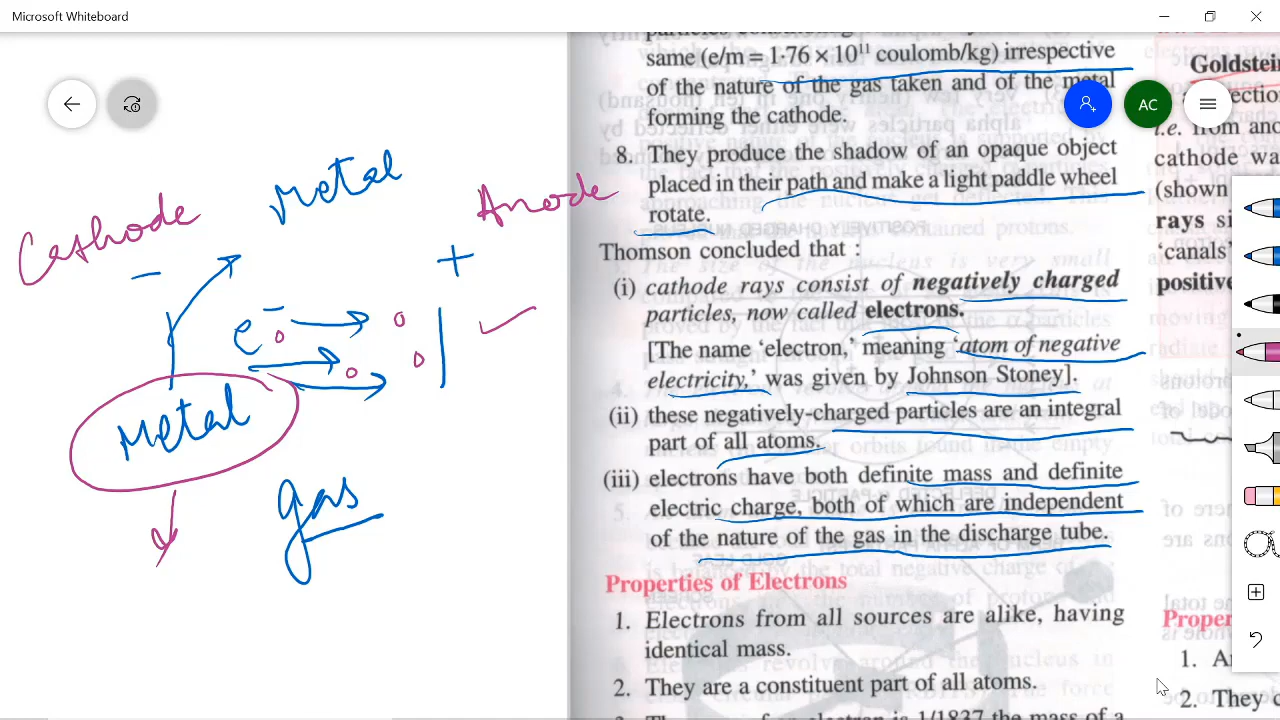 Microsoft Whiteboard
Cathode
Metal
Anode
−
+
e−
Metal
gas
same (e/m = 1·76 × 10¹¹ coulomb/kg) irrespective
of the nature of the gas taken and of the metal
forming the cathode.
8. They produce the shadow of an opaque object
placed in their path and make a light paddle wheel
rotate.
Thomson concluded that :
(i) cathode rays consist of negatively charged
particles, now called electrons.
[The name ‘electron,’ meaning ‘atom of negative
electricity,’ was given by Johnson Stoney].
(ii) these negatively-charged particles are an integral
part of all atoms.
(iii) electrons have both definite mass and definite
electric charge, both of which are independent
of the nature of the gas in the discharge tube.
Properties of Electrons
1. Electrons from all sources are alike, having
identical mass.
2. They are a constituent part of all atoms.
AC
Goldstein
i.e. from
cathode wa
(shown
rays
‘canals’
positive
Proper
1.
2. They